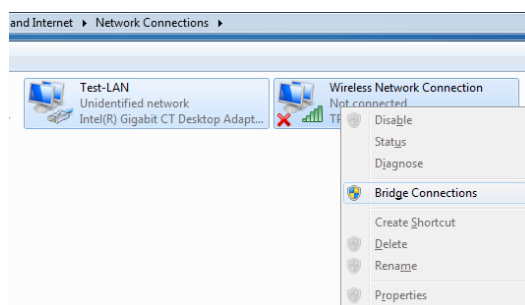 and Internet ▸ Network Connections ▸
Test-LAN
Unidentified network
Intel(R) Gigabit CT Desktop Adapt...
Wireless Network Connection
Not connected
Disable
Status
Diagnose
Bridge Connections
Create Shortcut
Delete
Rename
Properties